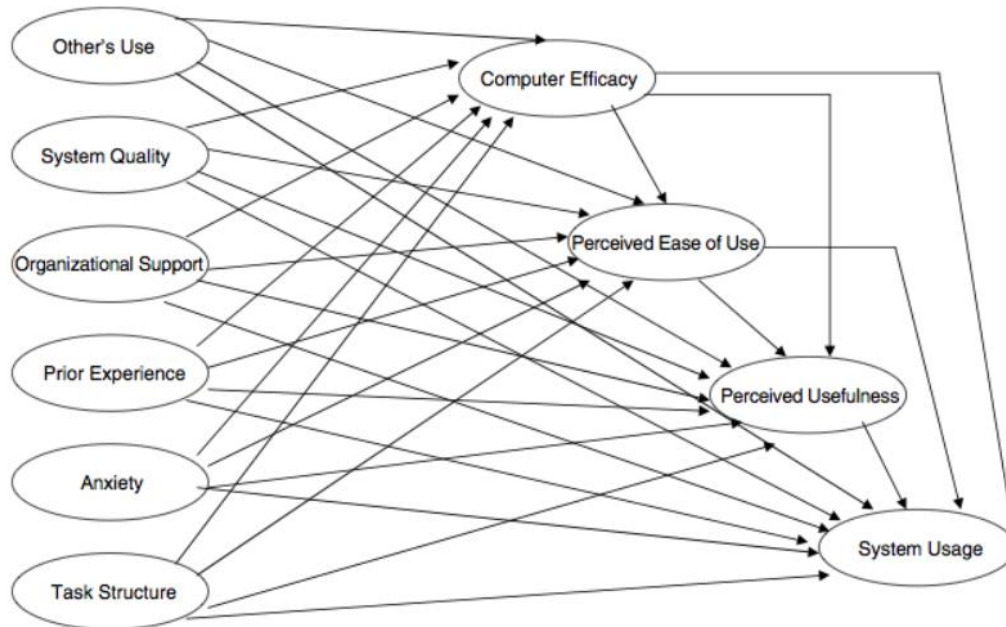 Other's Use
Computer Efficacy
System Quality
Perceived Ease of Use
Organizational Support
Prior Experience
Perceived Usefulness
Anxiety
System Usage
Task Structure